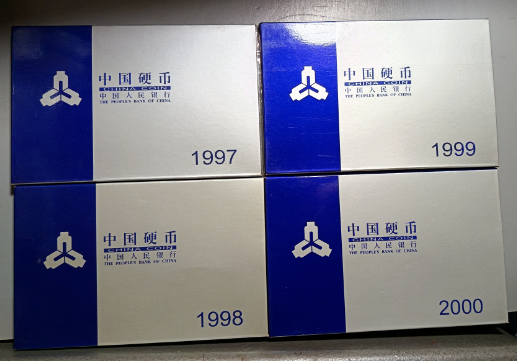 中国硬币
CHINA COIN
中国人民银行
THE PEOPLE'S BANK OF CHINA
1997
中国硬币
CHINA COIN
中国人民银行
THE PEOPLE'S BANK OF CHINA
1999
中国硬币
CHINA COIN
中国人民银行
THE PEOPLE'S BANK OF CHINA
1998
中国硬币
CHINA COIN
中国人民银行
THE PEOPLE'S BANK OF CHINA
2000